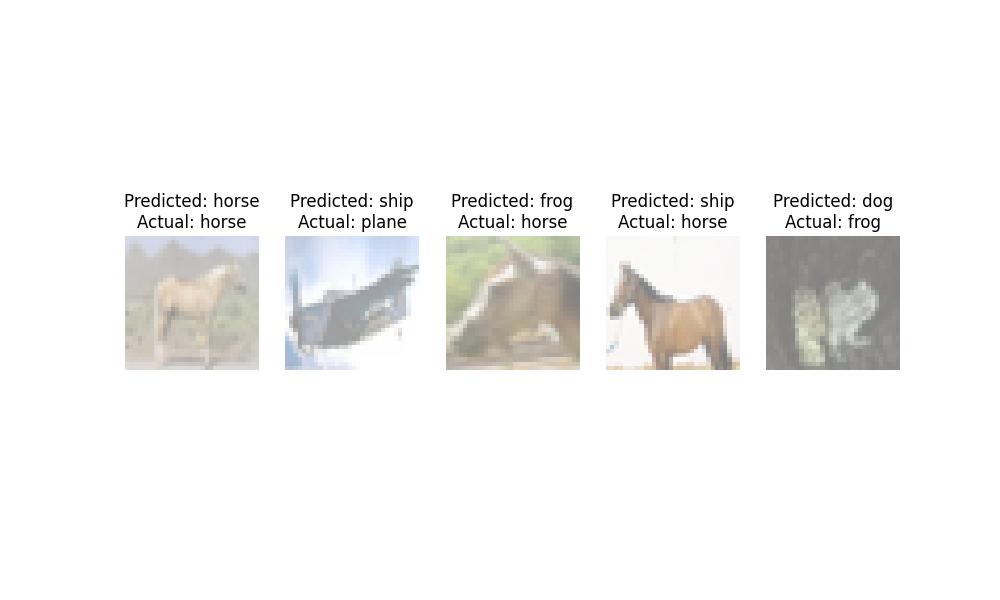 Predicted: horse
Actual: horse
Predicted: ship
Actual: plane
Predicted: frog
Actual: horse
Predicted: ship
Actual: horse
Predicted: dog
Actual: frog